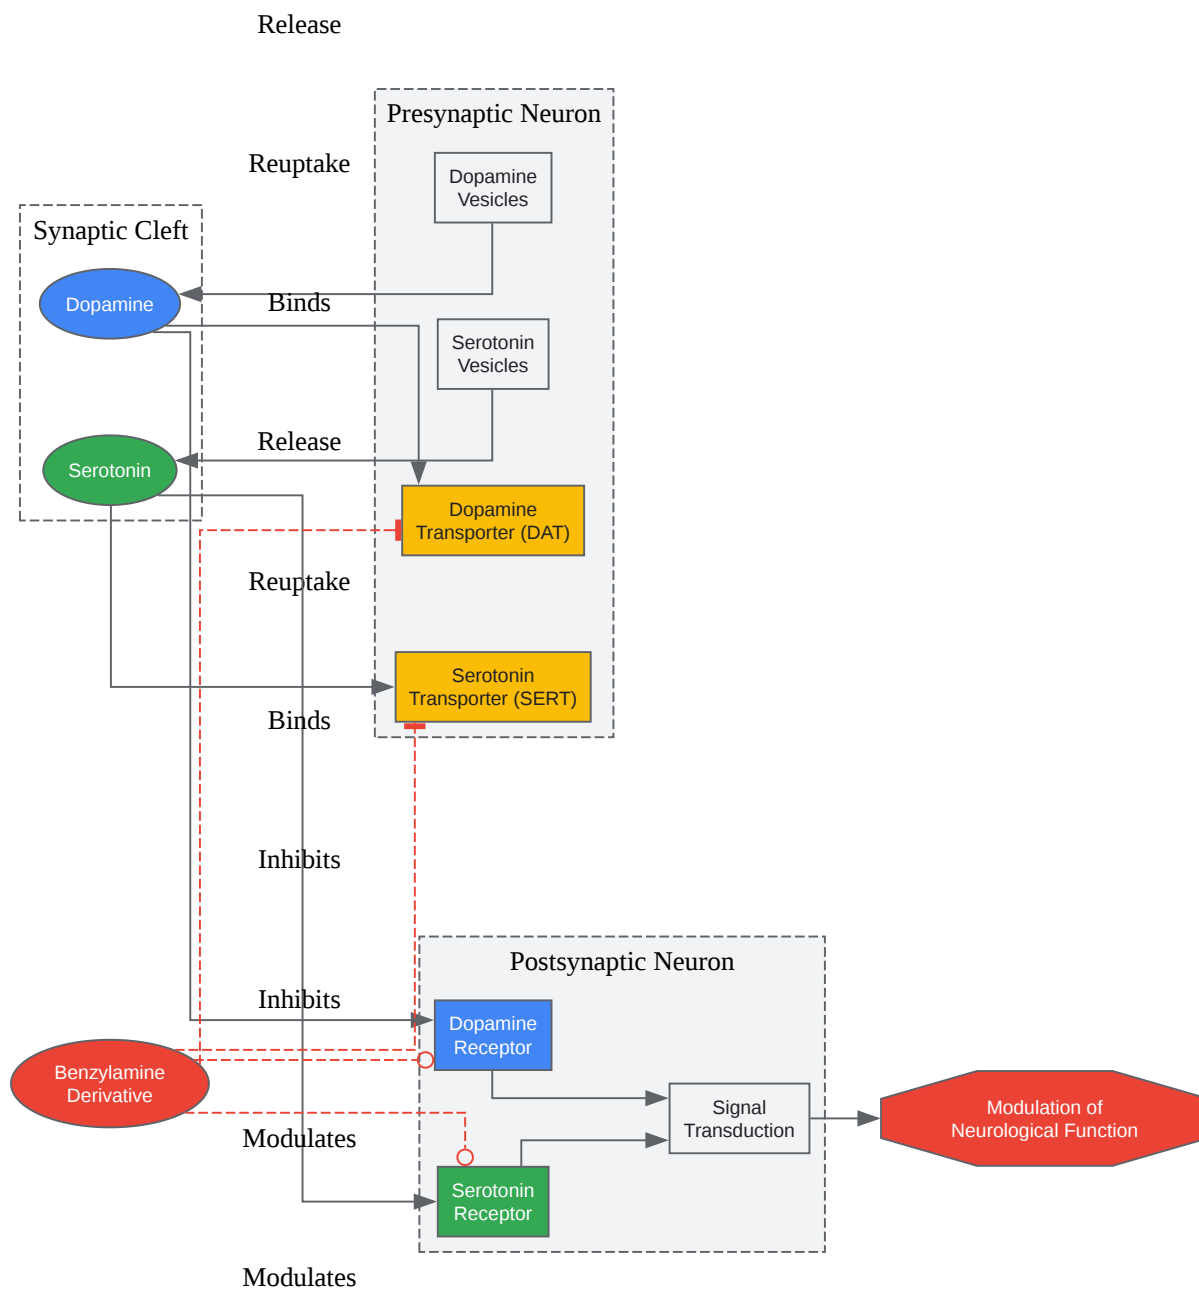 Release
Presynaptic Neuron
Reuptake
Dopamine
Vesicles
Synaptic Cleft
Dopamine
Binds
Serotonin
Vesicles
Release
Serotonin
Dopamine
Transporter (DAT)
Reuptake
Serotonin
Transporter (SERT)
Binds
Inhibits
Postsynaptic Neuron
Inhibits
Dopamine
Receptor
Benzylamine
Derivative
Signal
Transduction
Modulation of
Neurological Function
Modulates
Serotonin
Receptor
Modulates